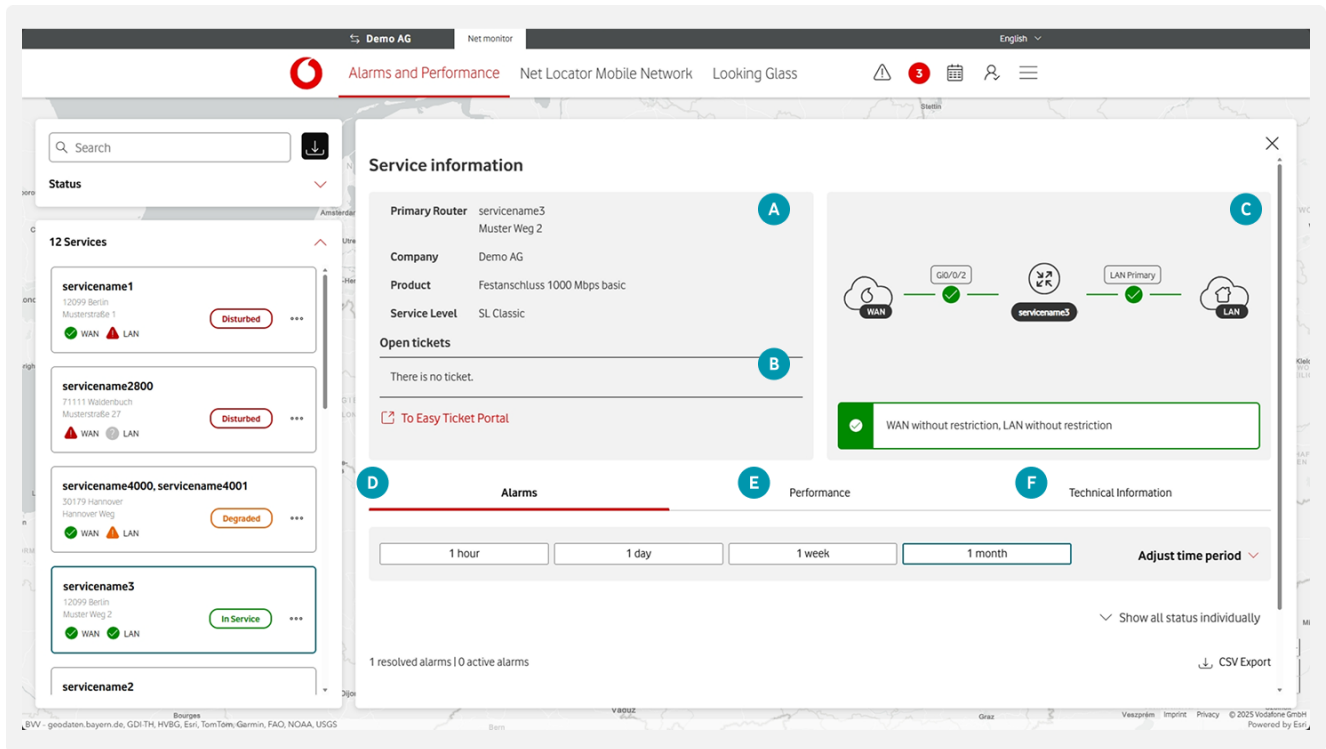 Demo AG
Net monitor
English
Alarms and Performance
Net Locator Mobile Network
Looking Glass
3
Stettin
Search
Status
Amsterdar
12 Services
servicename1
12099 Berlin
Musterstraße 1
WAN
LAN
Disturbed
servicename2800
71111 Waldenbuch
Musterstraße 27
WAN
LAN
Disturbed
servicename4000, servicename4001
30179 Hannover
Hannover Weg
WAN
LAN
Degraded
servicename3
12099 Berlin
Muster Weg 2
WAN
LAN
In Service
servicename2
Service information
A
Primary Router servicename3
Muster Weg 2
Company Demo AG
Product Festanschluss 1000 Mbps basic
Service Level SL Classic
Open tickets
B
There is no ticket.
To Easy Ticket Portal
C
WAN
Gi0/0/2
servicename3
LAN Primary
LAN
WAN without restriction, LAN without restriction
D
Alarms
E
Performance
F
Technical Information
1 hour
1 day
1 week
1 month
Adjust time period
Show all status individually
1 resolved alarms | 0 active alarms
CSV Export
Bourges
Vaduz
Bern
Graz
Veszprém
Imprint
Privacy
© 2025 Vodafone GmbH
BVV - geodaten.bayern.de, GDI-TH, HVBG, Esri, TomTom, Garmin, FAO, NOAA, USGS
Powered by Esri